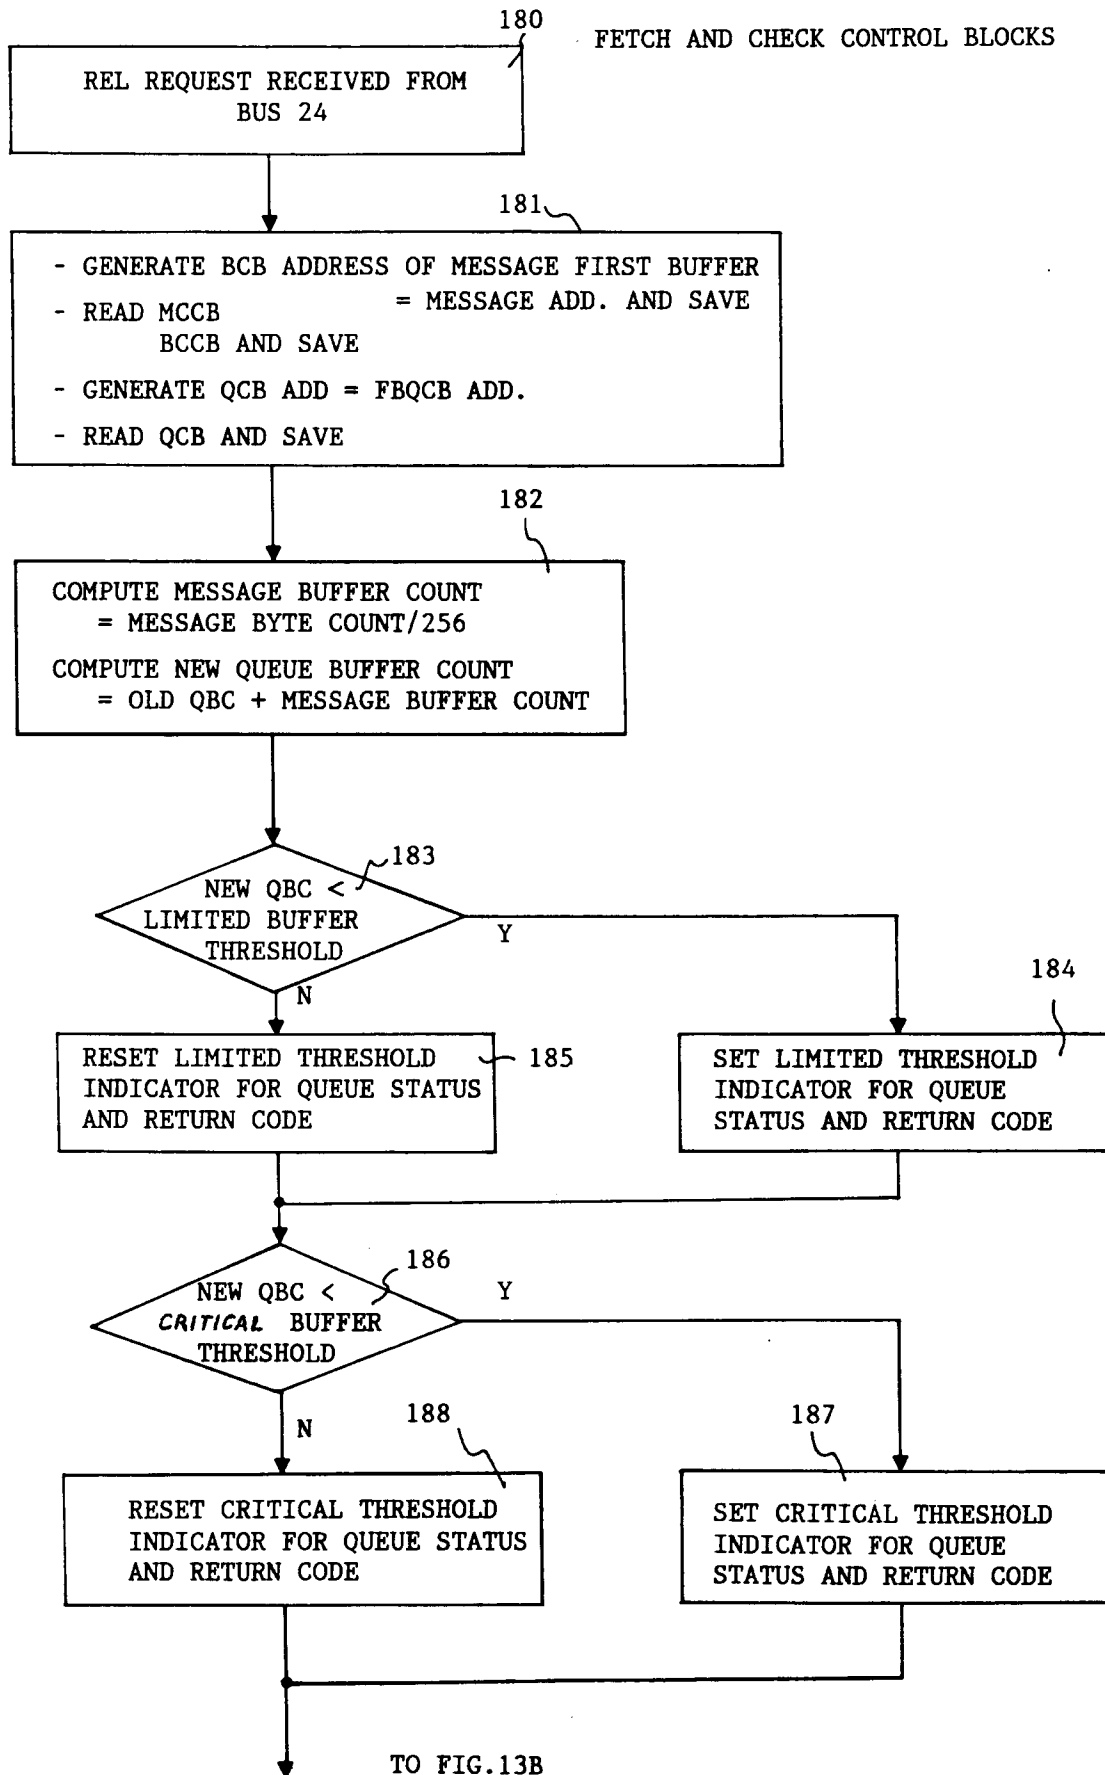 180
FETCH AND CHECK CONTROL BLOCKS
REL REQUEST RECEIVED FROM
BUS 24
181
- GENERATE BCB ADDRESS OF MESSAGE FIRST BUFFER
= MESSAGE ADD. AND SAVE
- READ MCCB
BCCB AND SAVE
- GENERATE QCB ADD = FBQCB ADD.
- READ QCB AND SAVE
182
COMPUTE MESSAGE BUFFER COUNT
= MESSAGE BYTE COUNT/256
COMPUTE NEW QUEUE BUFFER COUNT
= OLD QBC + MESSAGE BUFFER COUNT
183
NEW QBC <
LIMITED BUFFER
THRESHOLD
Y
N
184
RESET LIMITED THRESHOLD
INDICATOR FOR QUEUE STATUS
AND RETURN CODE
185
SET LIMITED THRESHOLD
INDICATOR FOR QUEUE
STATUS AND RETURN CODE
186
NEW QBC <
CRITICAL BUFFER
THRESHOLD
Y
N
188
187
RESET CRITICAL THRESHOLD
INDICATOR FOR QUEUE STATUS
AND RETURN CODE
SET CRITICAL THRESHOLD
INDICATOR FOR QUEUE
STATUS AND RETURN CODE
TO FIG.13B